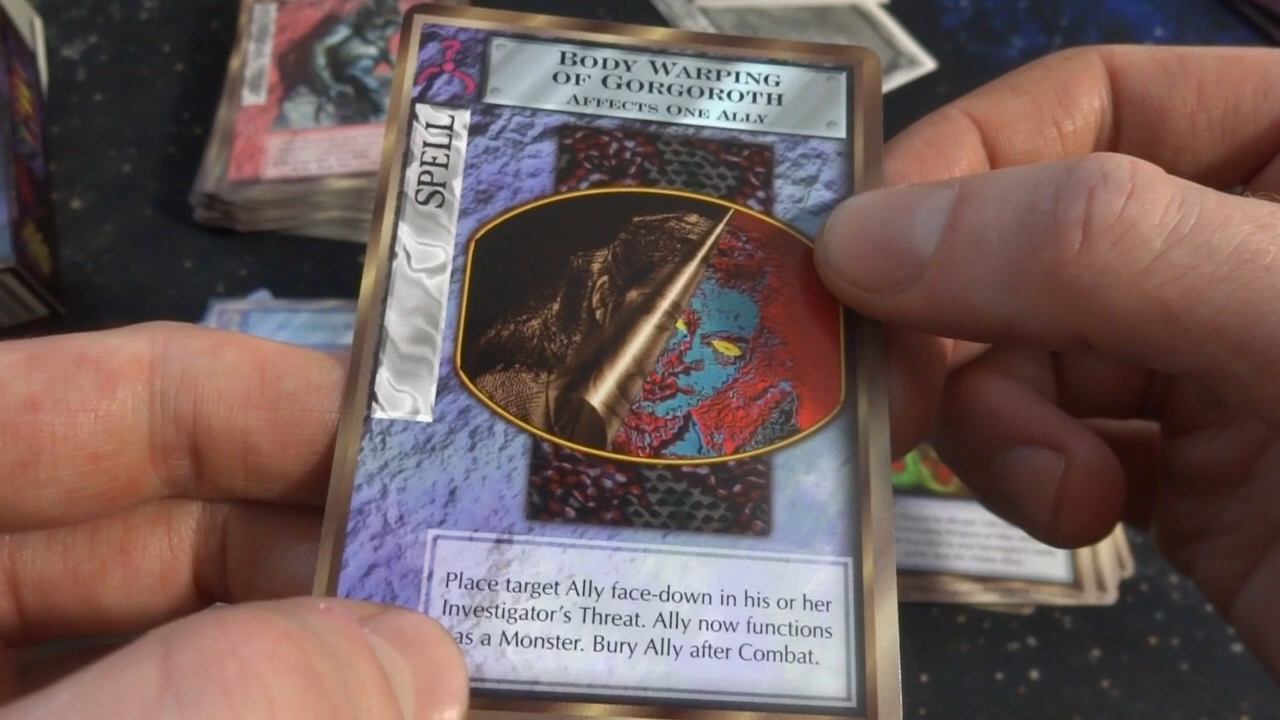 BODY WARPING
OF GORGOROTH
AFFECTS ONE ALLY
SPELL
Place target Ally face-down in his or her
Investigator's Threat. Ally now functions
as a Monster. Bury Ally after Combat.